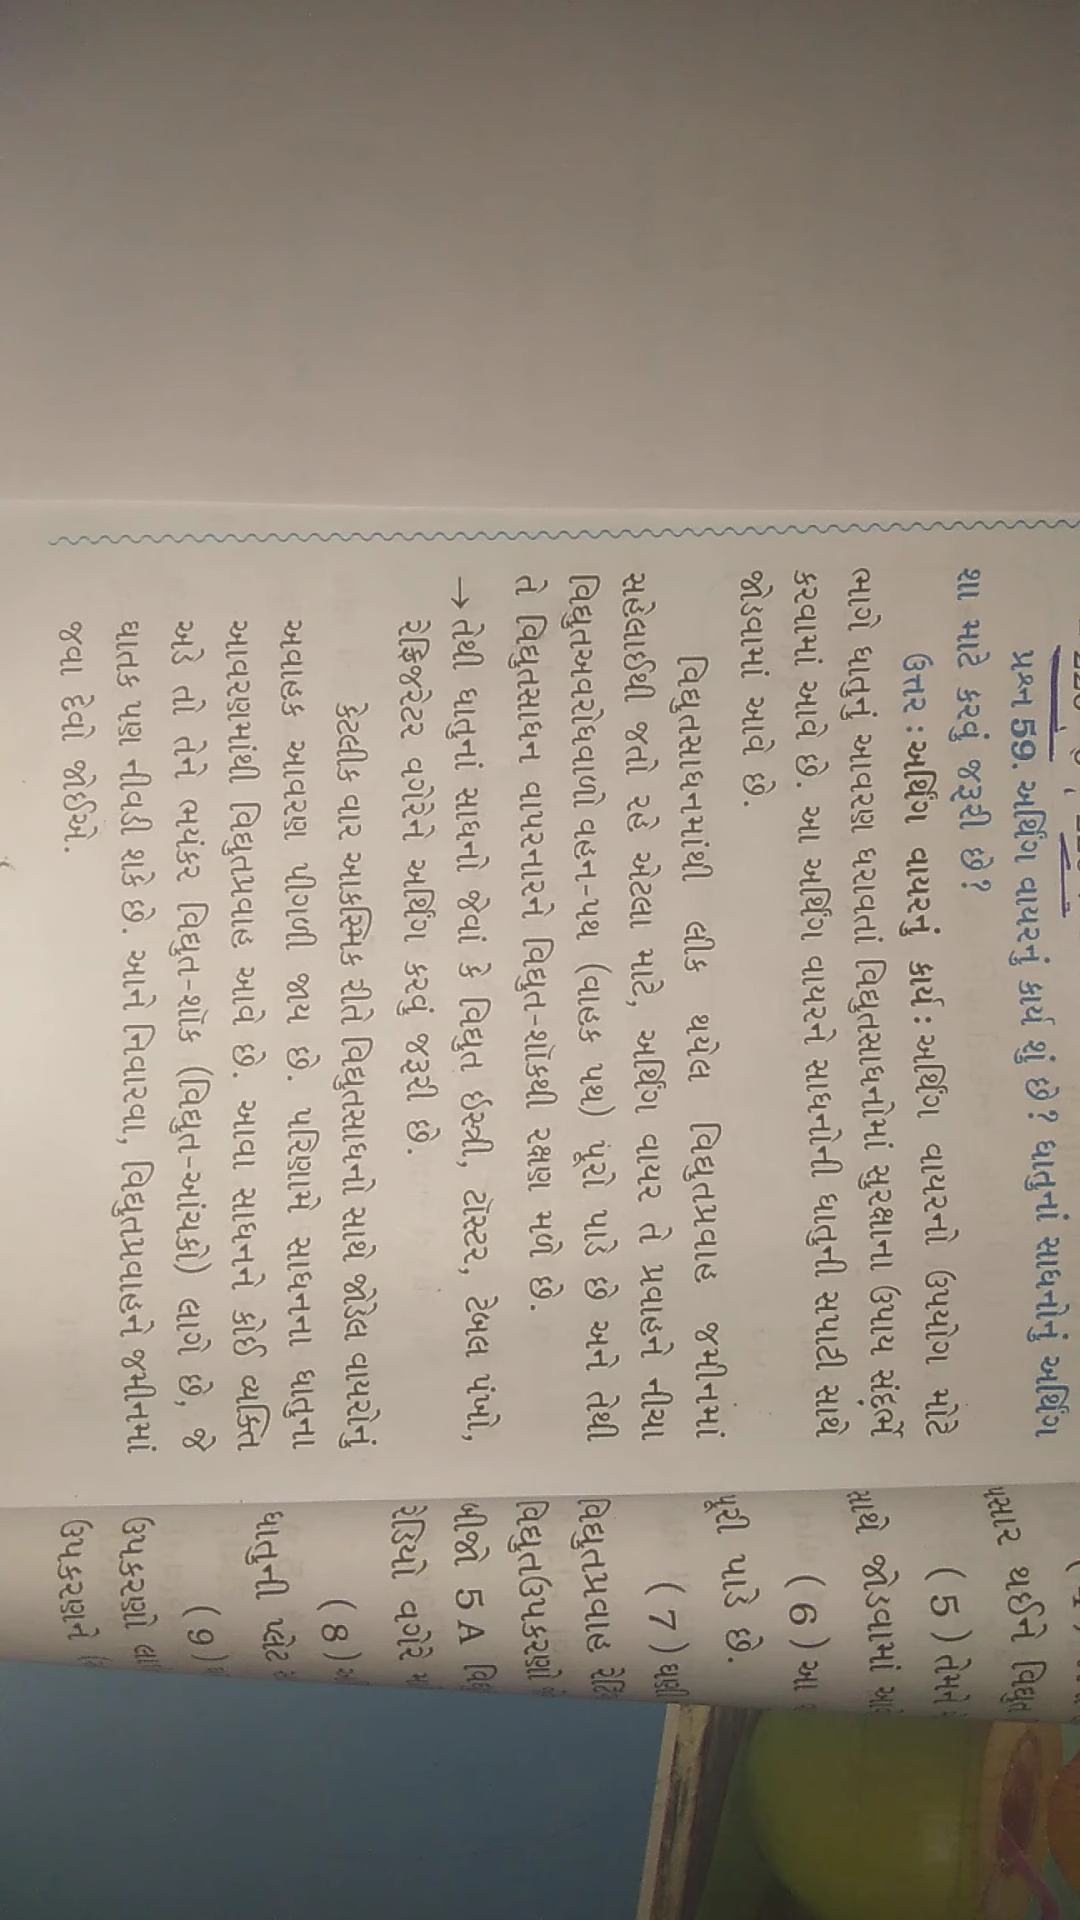 પ્રશ્ન 59. અર્થિંગ વાયરનું કાર્ય શું છે? ધાતુનાં સાધનોનું અર્થિંગ
શા માટે કરવું જરૂરી છે?
ઉત્તર : અર્થિંગ વાયરનું કાર્ય : અર્થિંગ વાયરનો ઉપયોગ મોટે
ભાગે ધાતુનું આવરણ ધરાવતાં વિદ્યુતસાધનોમાં સુરક્ષાના ઉપાય સંદર્ભે
કરવામાં આવે છે. આ અર્થિંગ વાયરને સાધનોની ધાતુની સપાટી સાથે
જોડવામાં આવે છે.
વિદ્યુતસાધનમાંથી લીક થયેલ વિદ્યુતપ્રવાહ જમીનમાં
સહેલાઈથી જતો રહે એટલા માટે, અર્થિંગ વાયર તે પ્રવાહને નીચા
વિદ્યુતઅવરોધવાળો વહન-પથ (વાહક પથ) પૂરો પાડે છે અને તેથી
તે વિદ્યુતસાધન વાપરનારને વિદ્યુત-શૉકથી રક્ષણ મળે છે.
→ તેથી ધાતુનાં સાધનો જેવાં કે વિદ્યુત ઈસ્ત્રી, ટૉસ્ટર, ટેબલ પંખો,
રેફ્રિજરેટર વગેરેને અર્થિંગ કરવું જરૂરી છે.
કેટલીક વાર આકસ્મિક રીતે વિદ્યુતસાધનો સાથે જોડેલ વાયરોનું
અવાહક આવરણ પીગળી જાય છે. પરિણામે સાધનના ધાતુના
આવરણમાંથી વિદ્યુતપ્રવાહ આવે છે. આવા સાધનને કોઈ વ્યક્તિ
અડે તો તેને ભયંકર વિદ્યુત-શૉક (વિદ્યુત-આંચકો) લાગે છે, જે
ઘાતક પણ નીવડી શકે છે. આને નિવારવા, વિદ્યુતપ્રવાહને જમીનમાં
જવા દેવો જોઈએ.
પસાર થઈને વિદ્યુત
( 5 ) તેમને
સાથે જોડવામાં
( 6 ) આ
પૂરી પાડે છે.
( 7 )
વિદ્યુતપ્રવાહ
વિદ્યુતઉપકરણો
બીજો 5 A
રેડિયો વગેરે
( 8 )
ધાતુની પ્લેટ
( 9 )
ઉપકરણો
ઉપકરણને